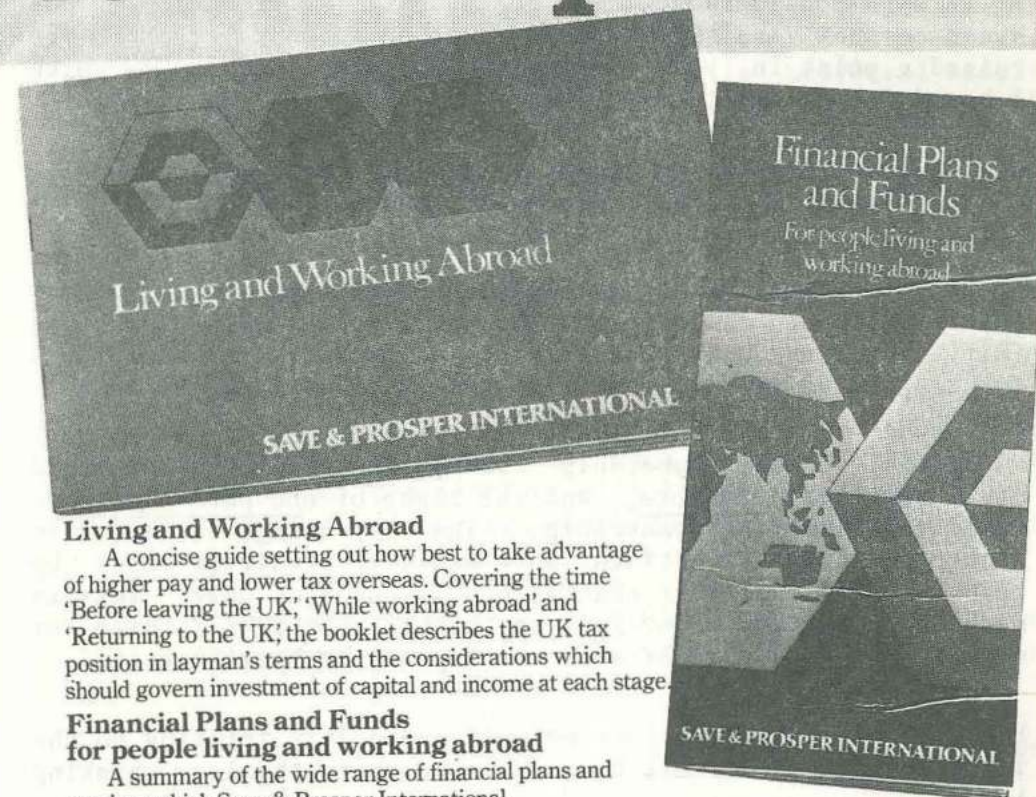 Living and Working Abroad
SAVE & PROSPER INTERNATIONAL
Financial Plans
and Funds
For people living and
working abroad
SAVE & PROSPER INTERNATIONAL
Living and Working Abroad
A concise guide setting out how best to take advantage
of higher pay and lower tax overseas. Covering the time
'Before leaving the UK', 'While working abroad' and
'Returning to the UK', the booklet describes the UK tax
position in layman's terms and the considerations which
should govern investment of capital and income at each stage.
Financial Plans and Funds
for people living and working abroad
A summary of the wide range of financial plans and
which Save & Prosper International